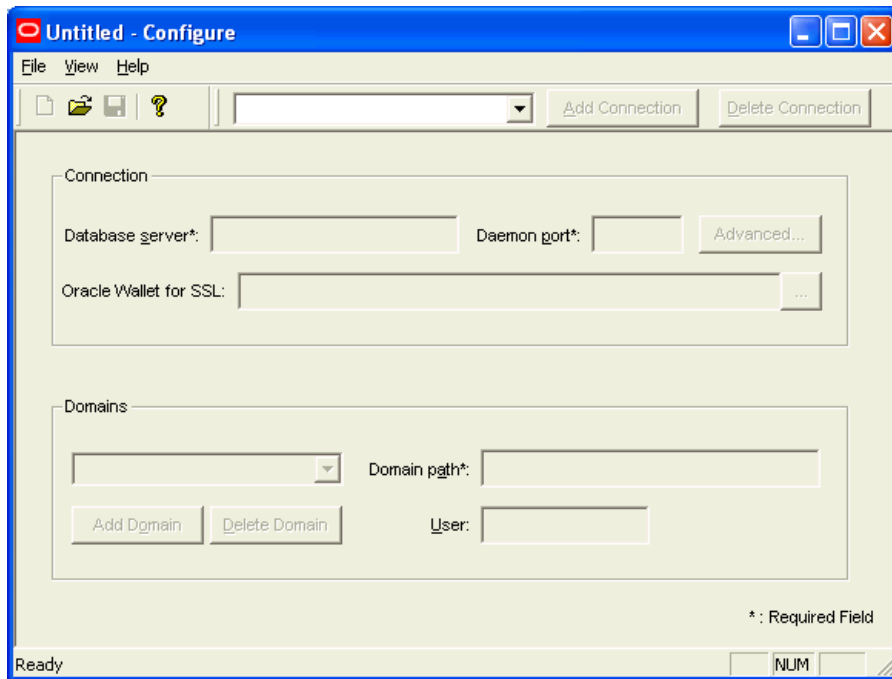 Untitled - Configure
File View Help
? Add Connection Delete Connection
Connection
Database server*: Daemon port*: Advanced...
Oracle Wallet for SSL: ...
Domains
Domain path*:
Add Domain Delete Domain User:
* : Required Field
Ready NUM